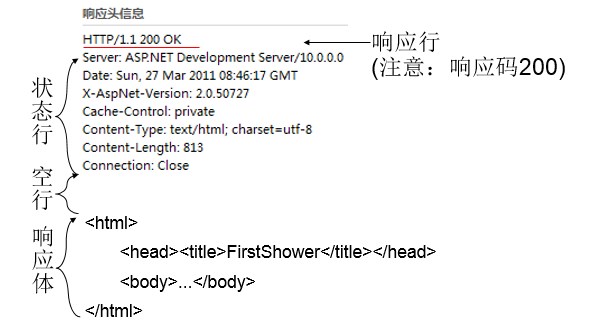 响应头信息
HTTP/1.1 200 OK
响应行
(注意：响应码200)
Server: ASP.NET Development Server/10.0.0.0
Date: Sun, 27 Mar 2011 08:46:17 GMT
X-AspNet-Version: 2.0.50727
Cache-Control: private
Content-Type: text/html; charset=utf-8
Content-Length: 813
Connection: Close
状态行
空行
响应体
<html>
<head><title>FirstShower</title></head>
<body>...</body>
</html>